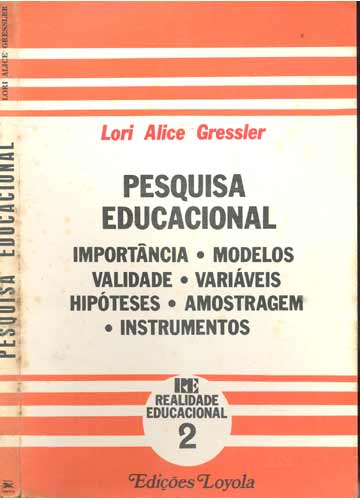 LORI ALICE GRESSLER
PESQUISA EDUCACIONAL
Lori Alice Gressler
PESQUISA
EDUCACIONAL
IMPORTÂNCIA • MODELOS
VALIDADE • VARIÁVEIS
HIPÓTESES • AMOSTRAGEM
• INSTRUMENTOS
RE
REALIDADE
EDUCACIONAL
2
Edições Loyola